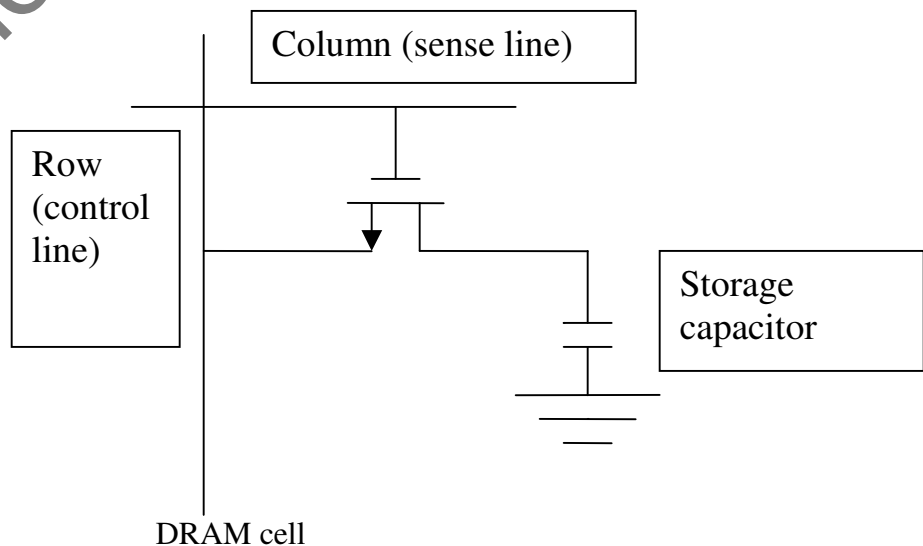 Column (sense line)
Row
(control
line)
Storage
capacitor
DRAM cell